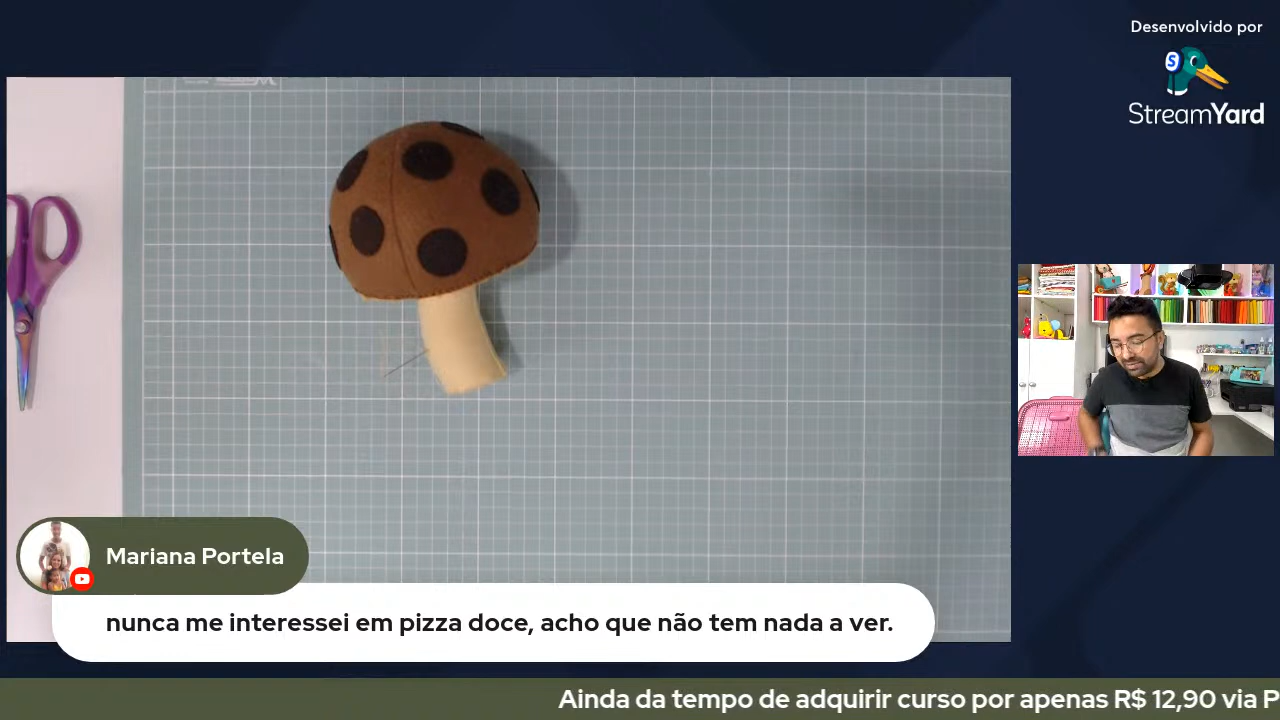 Desenvolvido por
StreamYard
Mariana Portela
nunca me interessei em pizza doce, acho que não tem nada a ver.
Ainda da tempo de adquirir curso por apenas R$ 12,90 via P